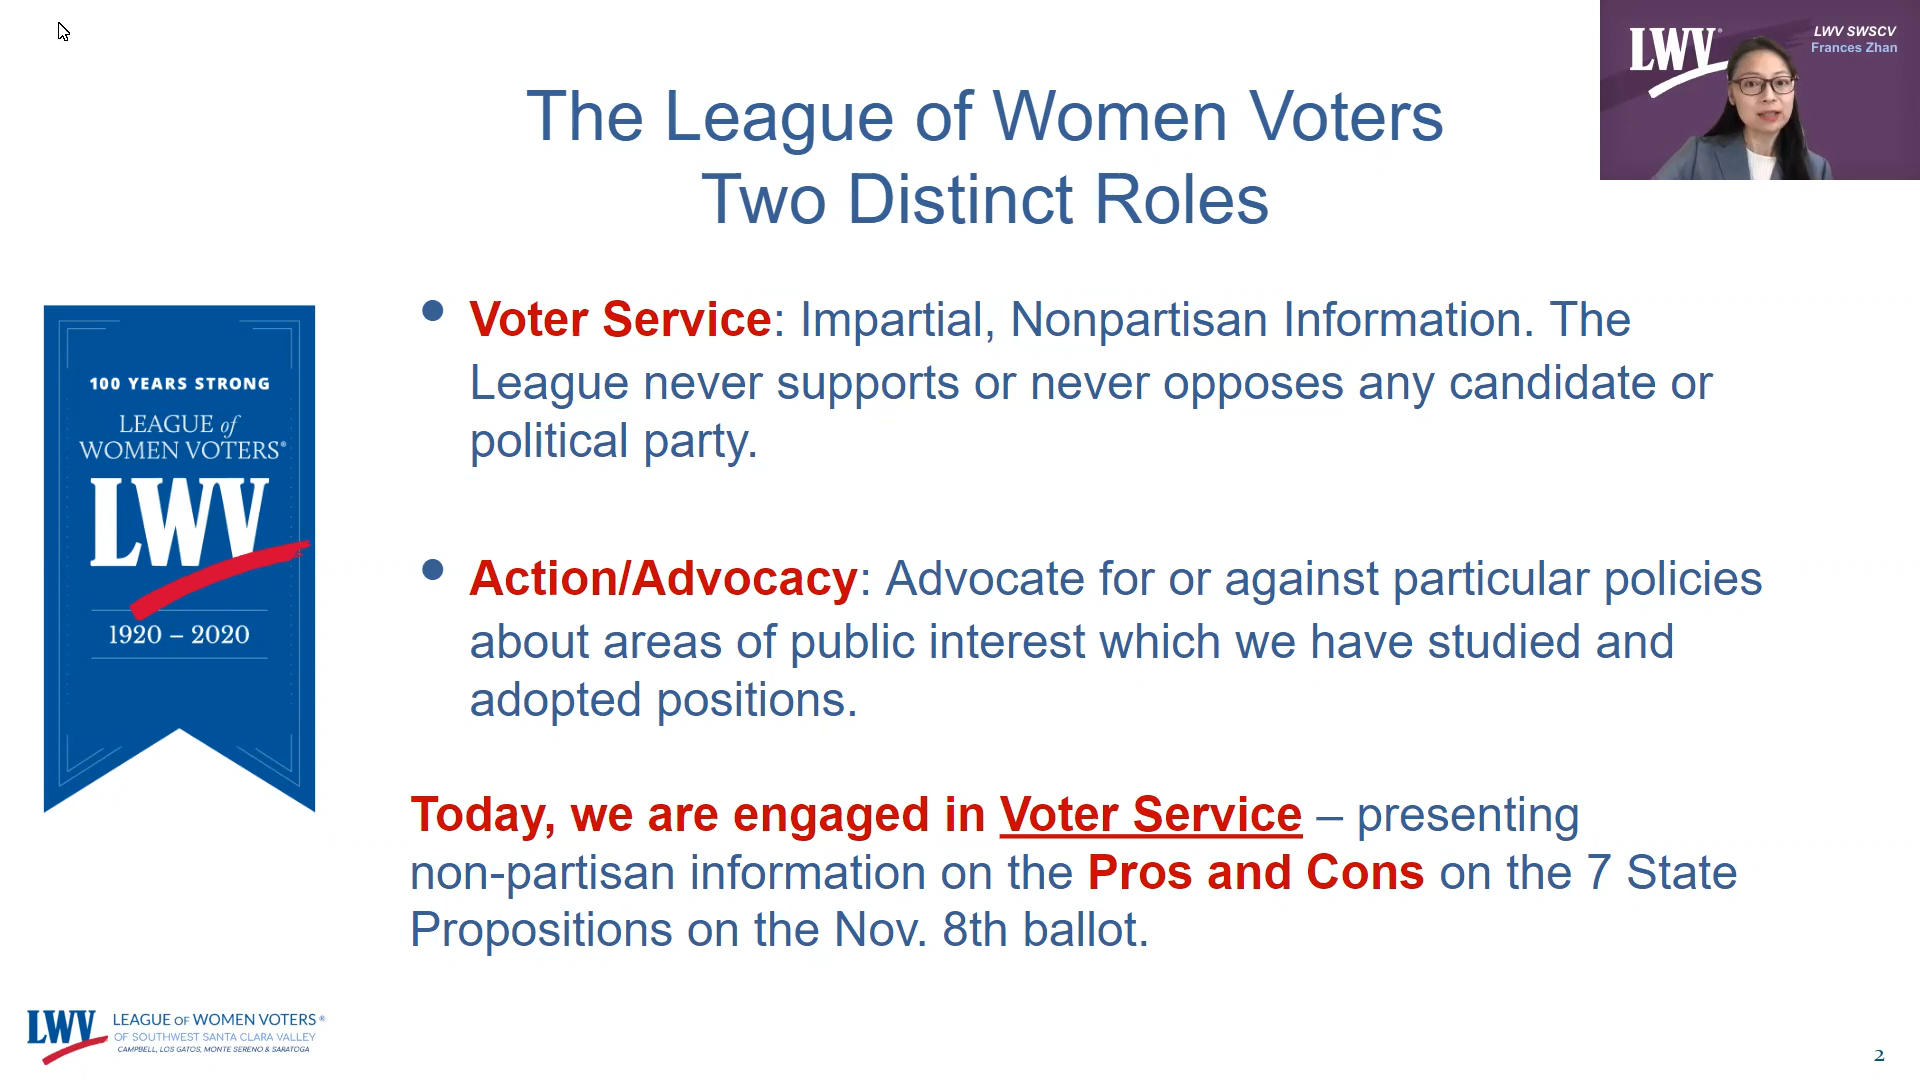 The League of Women Voters
Two Distinct Roles
LWV®
LWV SWSCV
Frances Zhan
• Voter Service: Impartial, Nonpartisan Information. The
League never supports or never opposes any candidate or
political party.
• Action/Advocacy: Advocate for or against particular policies
about areas of public interest which we have studied and
adopted positions.
Today, we are engaged in Voter Service – presenting
non-partisan information on the Pros and Cons on the 7 State
Propositions on the Nov. 8th ballot.
100 YEARS STRONG
LEAGUE of
WOMEN VOTERS®
LWV
1920 – 2020
LWV
LEAGUE OF WOMEN VOTERS®
OF SOUTHWEST SANTA CLARA VALLEY
CAMPBELL, LOS GATOS, MONTE SERENO & SARATOGA
2